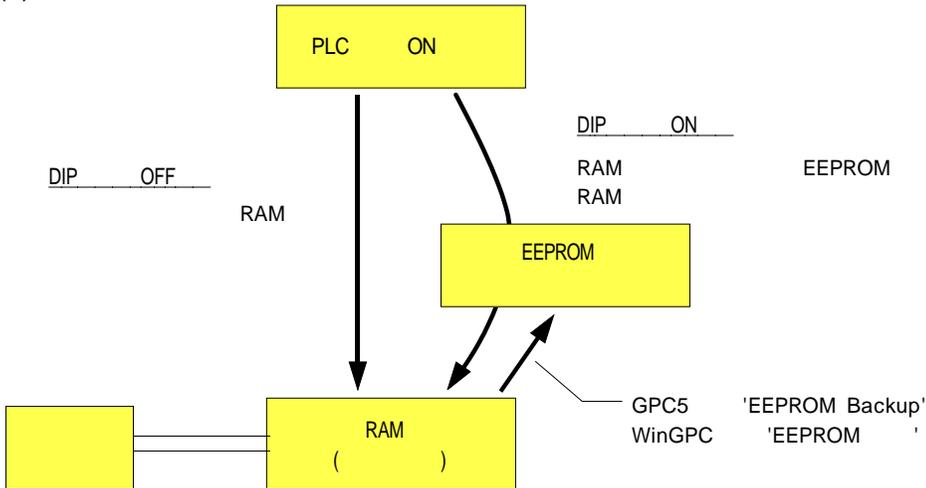 PLC ON
DIP ON
RAM EEPROM
RAM
DIP OFF
RAM
EEPROM
GPC5 'EEPROM Backup'
WinGPC 'EEPROM '
RAM
( )